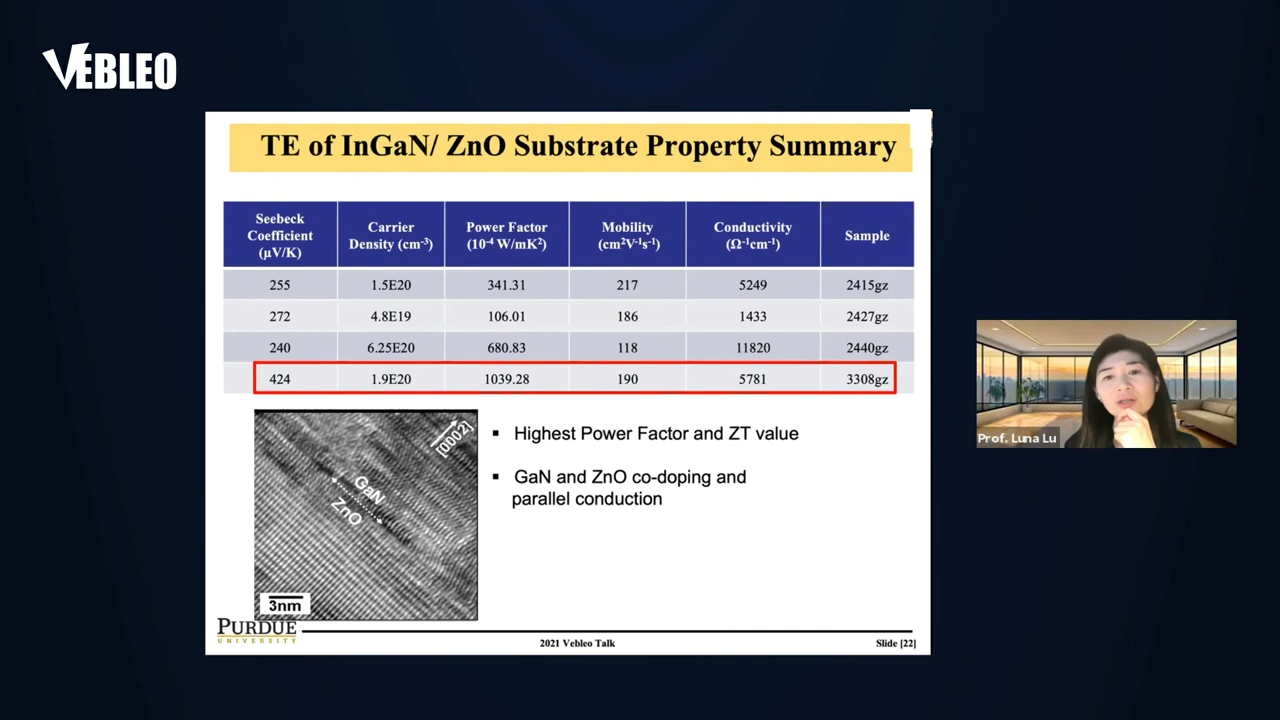 VEBLEO
TE of InGaN/ ZnO Substrate Property Summary
Seebeck Coefficient (µV/K) Carrier Density (cm⁻³) Power Factor (10⁻⁴ W/mK²) Mobility (cm²V⁻¹s⁻¹) Conductivity (Ω⁻¹cm⁻¹) Sample
255 1.5E20 341.31 217 5249 2415gz
272 4.8E19 106.01 186 1433 2427gz
240 6.25E20 680.83 118 11820 2440gz
424 1.9E20 1039.28 190 5781 3308gz
[0002]
GaN
ZnO
3nm
▪ Highest Power Factor and ZT value
▪ GaN and ZnO co-doping and
parallel conduction
PURDUE
UNIVERSITY
2021 Vebleo Talk
Slide [22]
Prof. Luna Lu